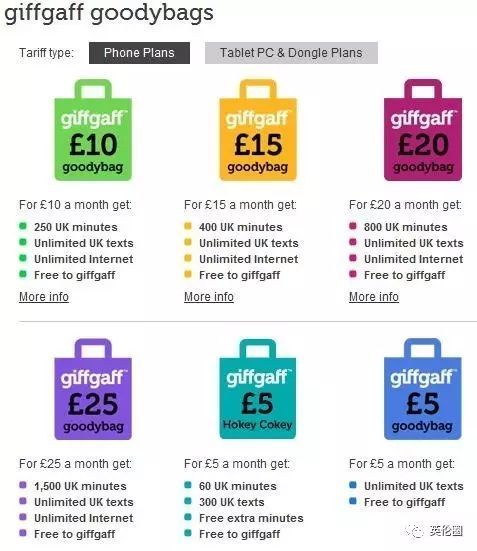 giffgaff goodybags
Tariff type: Phone Plans Tablet PC & Dongle Plans
giffgaff™
£10
goodybag
giffgaff™
£15
goodybag
giffgaff™
£20
goodybag
For £10 a month get:
250 UK minutes
Unlimited UK texts
Unlimited Internet
Free to giffgaff
More info
For £15 a month get:
400 UK minutes
Unlimited UK texts
Unlimited Internet
Free to giffgaff
More info
For £20 a month get:
800 UK minutes
Unlimited UK texts
Unlimited Internet
Free to giffgaff
More info
giffgaff™
£25
goodybag
giffgaff™
£5
Hokey Cokey
giffgaff™
£5
goodybag
For £25 a month get:
1,500 UK minutes
Unlimited UK texts
Unlimited Internet
Free to giffgaff
For £5 a month get:
60 UK minutes
300 UK texts
Free extra minutes
Free to giffgaff
For £5 a month get:
Unlimited UK texts
Free to giffgaff
英伦圈